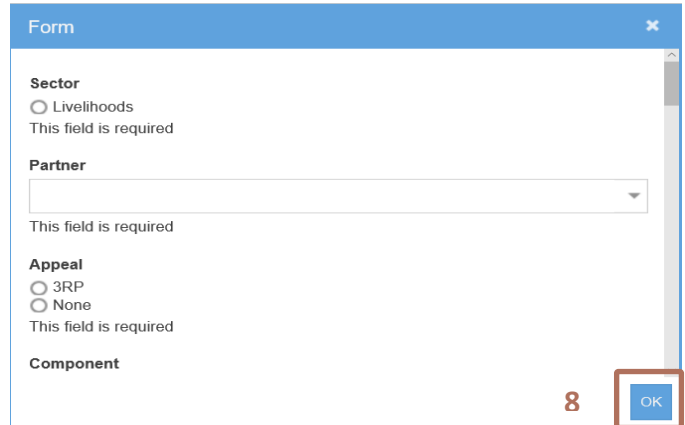 Form
Sector
Livelihoods
This field is required
Partner
This field is required
Appeal
3RP
None
This field is required
Component
8
OK